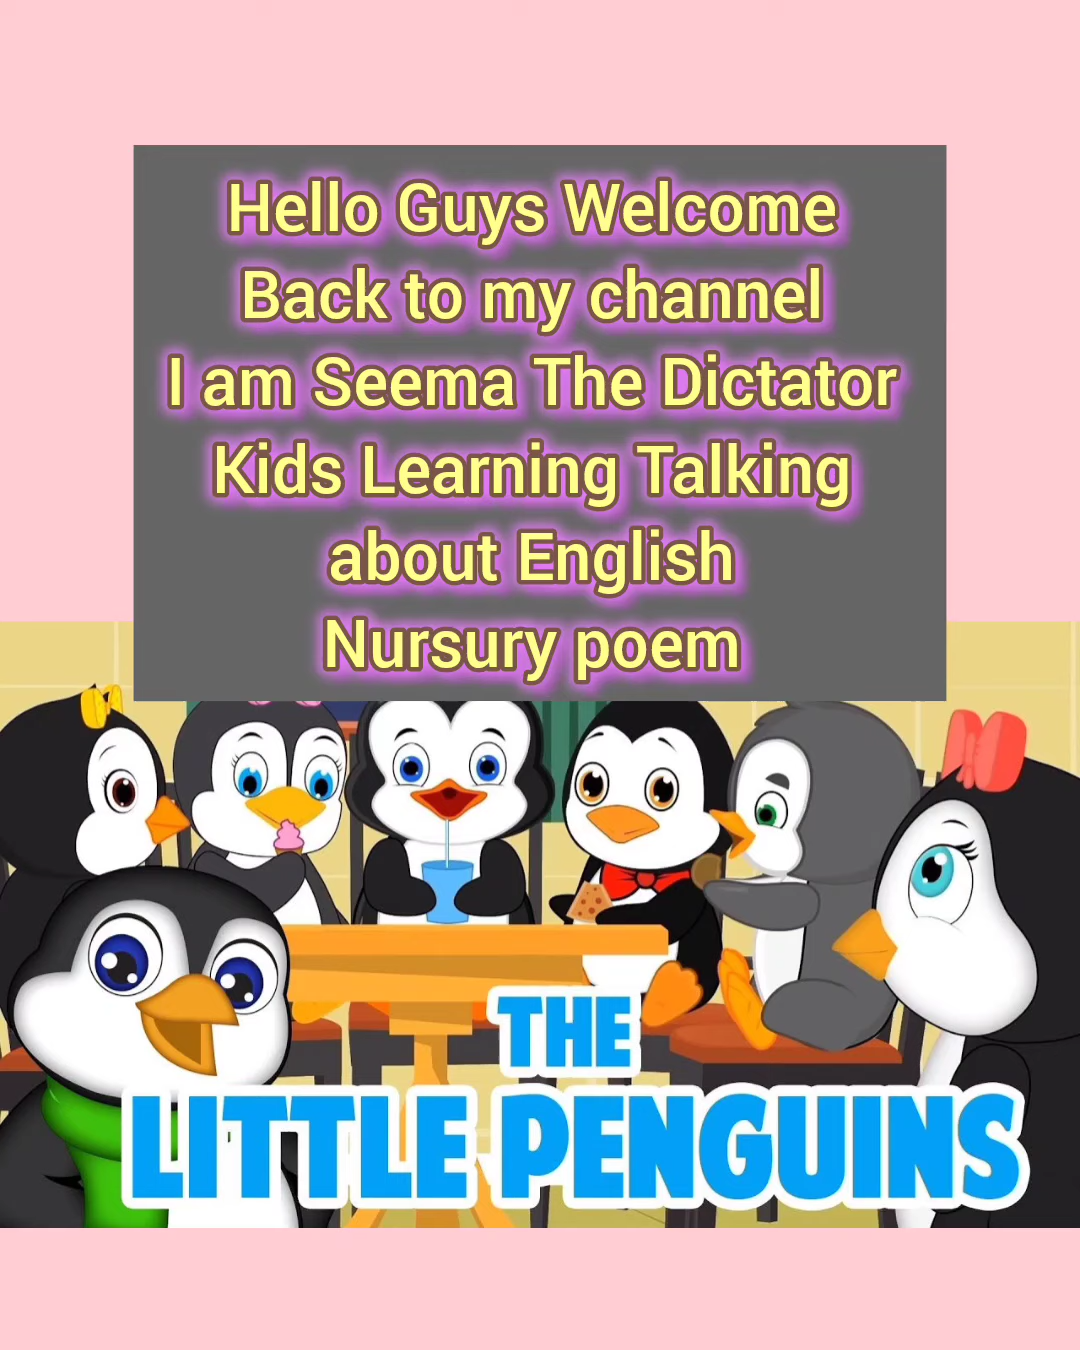 Hello Guys Welcome
Back to my channel
I am Seema The Dictator
Kids Learning Talking
about English
Nursury poem
THE
LITTLE PENGUINS